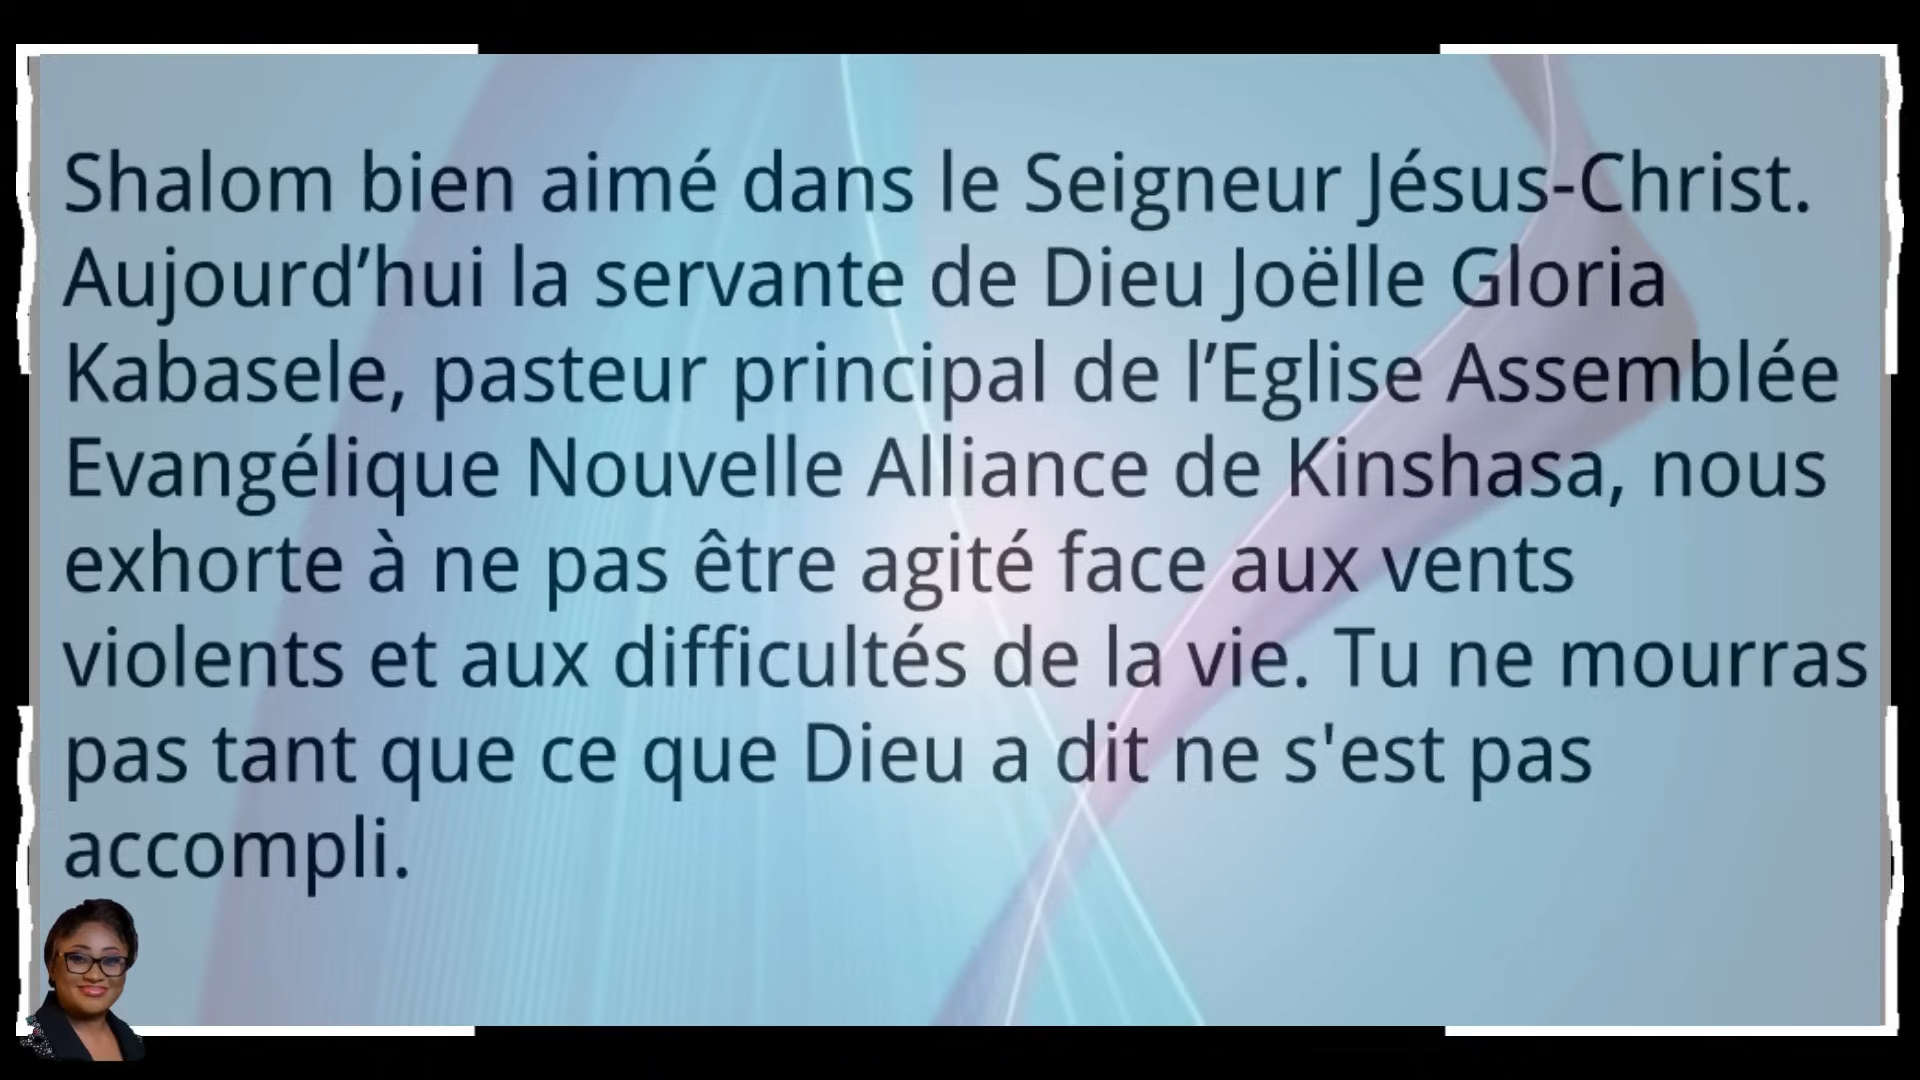 Shalom bien aimé dans le Seigneur Jésus-Christ.
Aujourd’hui la servante de Dieu Joëlle Gloria
Kabasele, pasteur principal de l’Eglise Assemblée
Evangélique Nouvelle Alliance de Kinshasa, nous
exhorte à ne pas être agité face aux vents
violents et aux difficultés de la vie. Tu ne mourras
pas tant que ce que Dieu a dit ne s'est pas
accompli.